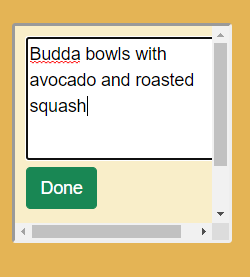 Budda bowls with
avocado and roasted
squash
Done